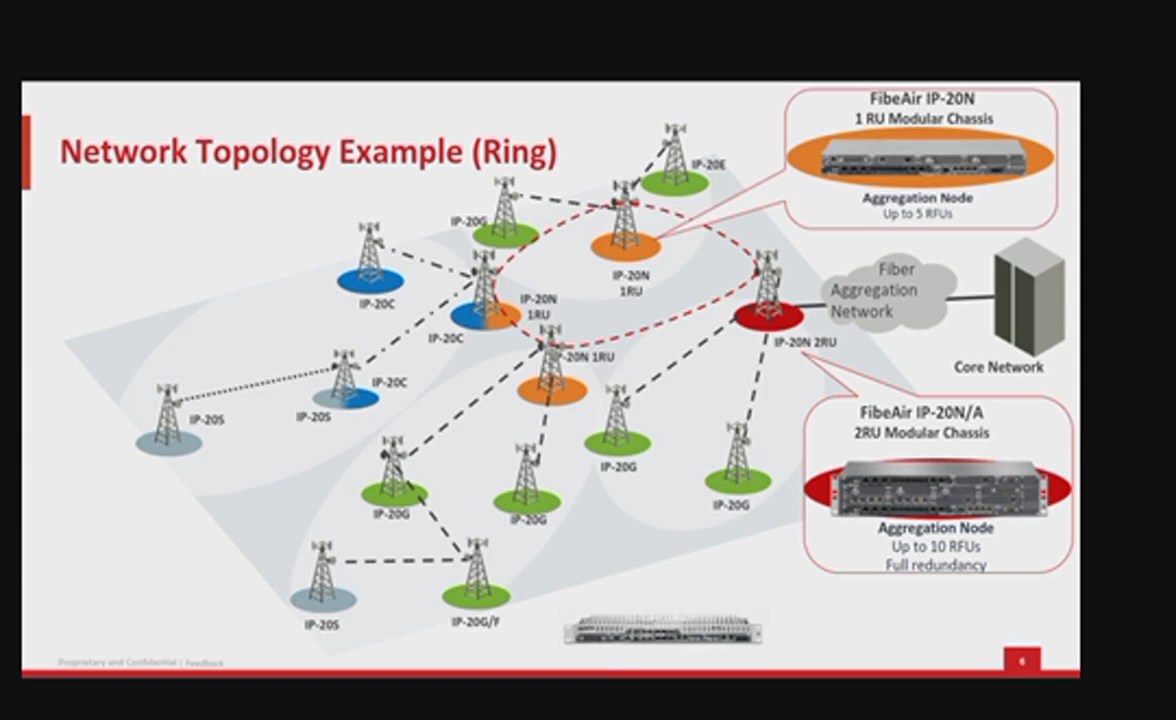 Network Topology Example (Ring)
FibeAir IP-20N
1 RU Modular Chassis
Aggregation Node
Up to 5 RFUs
IP-20E
IP-20G
IP-20N
1RU
IP-20C
IP-20N
1RU
IP-20C
Fiber
Aggregation
Network
Core Network
IP-20N 2RU
IP-20N 1RU
IP-20C
IP-20S
IP-20S
FibeAir IP-20N/A
2RU Modular Chassis
Aggregation Node
Up to 10 RFUs
Full redundancy
IP-20G
IP-20G
IP-20G
IP-20G
IP-20S
IP-20G/F
Proprietary and Confidential | Feedback
6